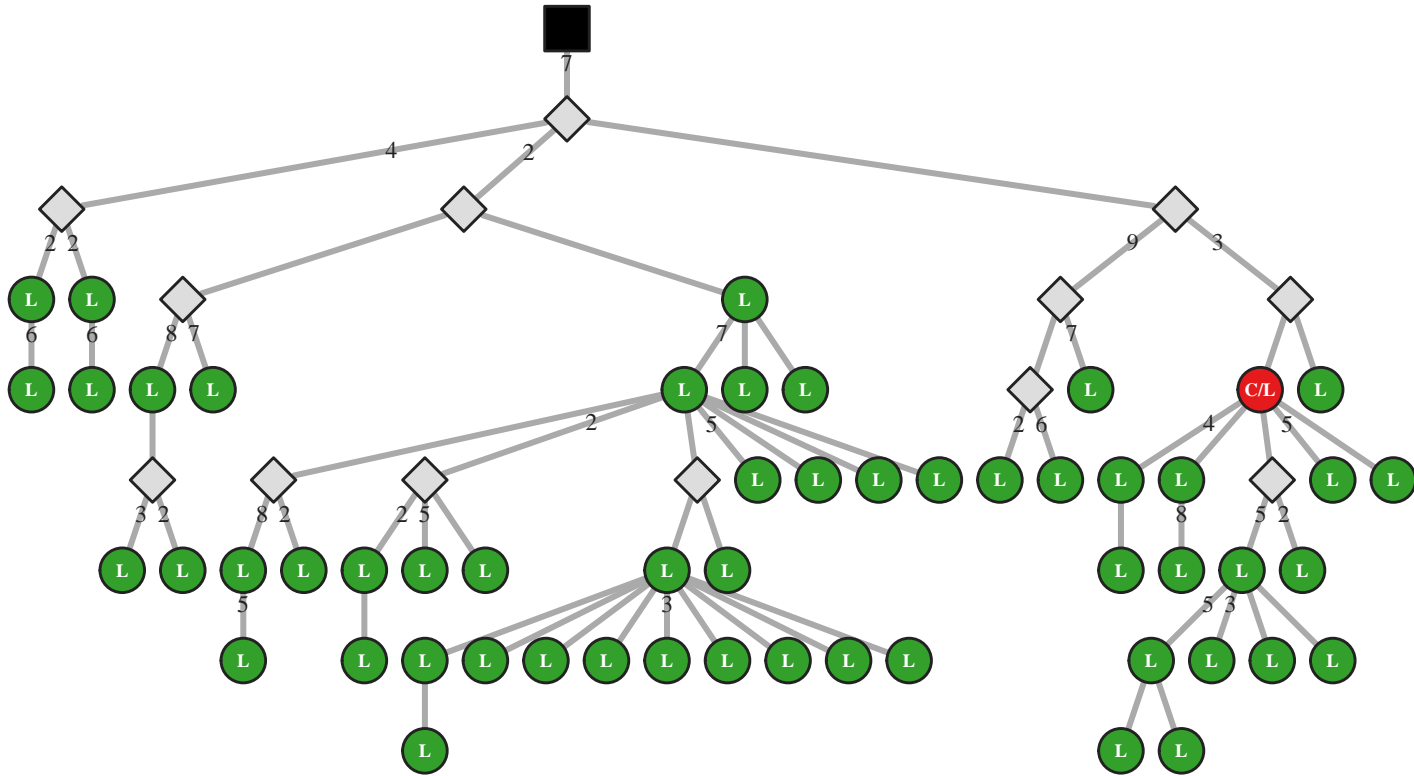 7
4 2
2 2 9 3
L L L
6 6 8 7 7 7
L L L L L L L L C/L L
2 5 2 6 4 5
L L L L L L L L L L
3 2 8 2 2 5 8 5 2
L L L L L L L L L L L L L
5 3 5 3
L L L L L L L L L L L L L L L
L L L